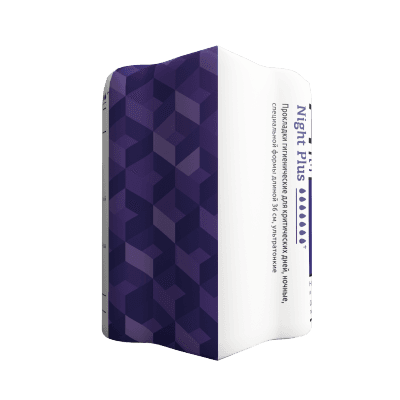 Night Plus
Прокладки гигиенические для критических дней, ночные,
специальной формы длиной 36 см, ультратонкие